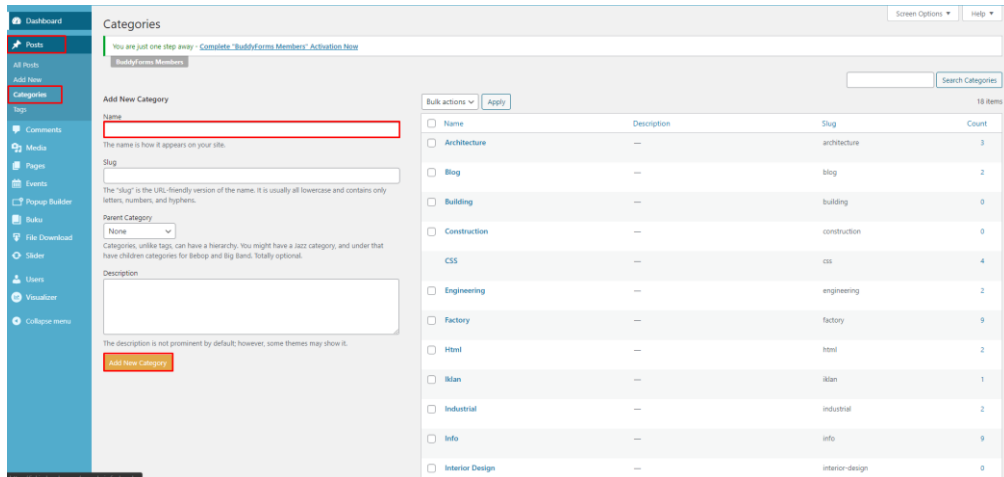 Screen Options ▼
Help ▼
Dashboard
Posts
All Posts
Add New
Categories
Tags
Comments
Media
Pages
Events
Popup Builder
Buku
File Download
Slider
Users
Visualizer
Collapse menu
Categories
You are just one step away - Complete "BuddyForms Members" Activation Now
BuddyForms Members
Search Categories
Add New Category
Name
The name is how it appears on your site.
Slug
The "slug" is the URL-friendly version of the name. It is usually all lowercase and contains only
letters, numbers, and hyphens.
Parent Category
None
Categories, unlike tags, can have a hierarchy. You might have a Jazz category, and under that
have children categories for Bebop and Big Band. Totally optional.
Description
The description is not prominent by default; however, some themes may show it.
Add New Category
Bulk actions
Apply
18 items
Name Description Slug Count
Architecture — architecture 3
Blog — blog 2
Building — building 0
Construction — construction 0
CSS — css 4
Engineering — engineering 2
Factory — factory 9
Html — html 2
Iklan — iklan 1
Industrial — industrial 2
Info — info 9
Interior Design — interior-design 0